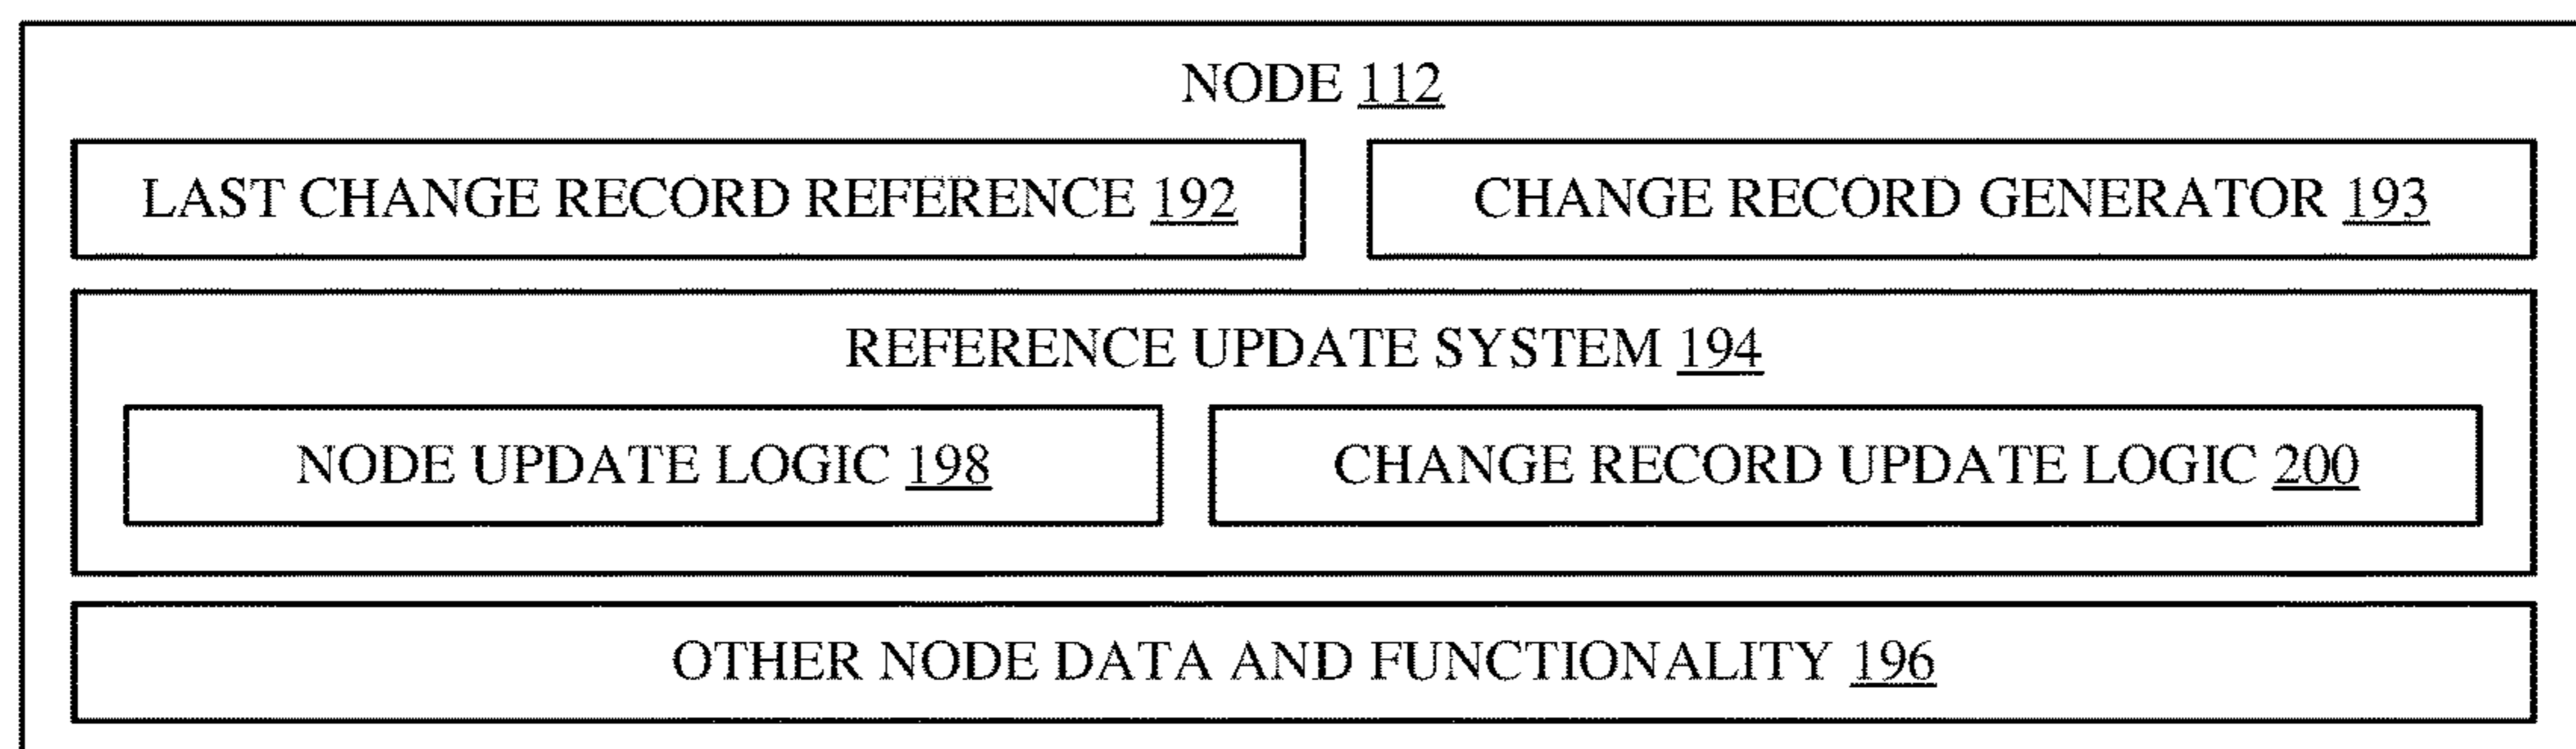 NODE 112
LAST CHANGE RECORD REFERENCE 192
CHANGE RECORD GENERATOR 193
REFERENCE UPDATE SYSTEM 194
NODE UPDATE LOGIC 198
CHANGE RECORD UPDATE LOGIC 200
OTHER NODE DATA AND FUNCTIONALITY 196